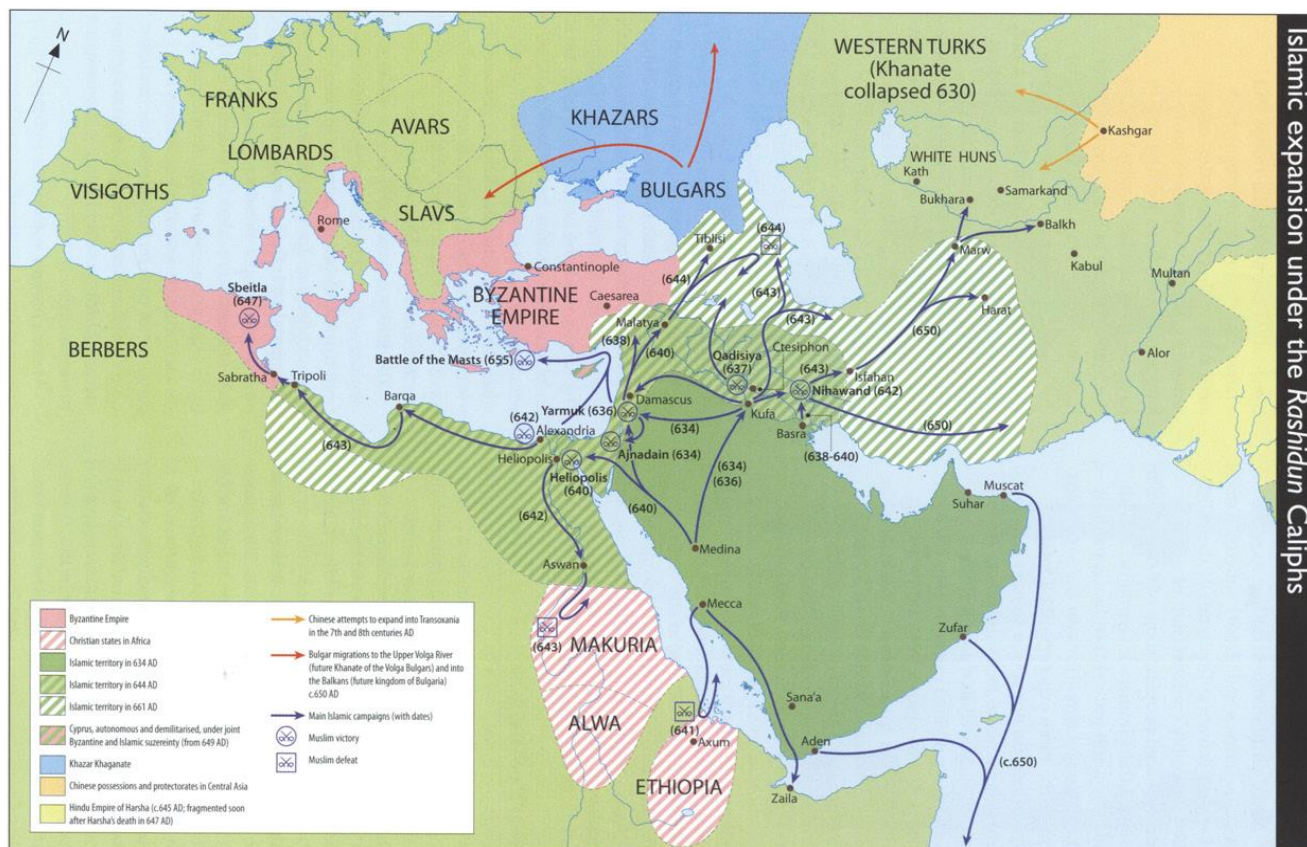 Islamic expansion under the Rashidun Caliphs
N
WESTERN TURKS
(Khanate
collapsed 630)
FRANKS
KHAZARS
AVARS
Kashgar
LOMBARDS
WHITE HUNS
Kath
Samarkand
VISIGOTHS
BULGARS
Bukhara
SLAVS
Rome
Balkh
Tiblisi
(644)
Marw
Constantinople
Kabul
Multan
(644)
Sbeitla
(647)
BYZANTINE
EMPIRE
Caesarea
(643)
Harat
Malatya
(643)
(638)
(650)
BERBERS
(640)
Ctesiphon
Alor
Battle of the Masts (655)
Qadisiya
(637)
(643)
Isfahan
Sabratha
Tripoli
Nihawand (642)
Damascus
Barqa
Yarmuk (636)
Kufa
(642)
Alexandria
(634)
Basra
(650)
(643)
Ajnadain (634)
(638-640)
Heliopolis
Heliopolis
(640)
(634)
(636)
(640)
Muscat
Suhar
(642)
Medina
Aswan
Mecca
(643)
MAKURIA
Zufar
Sana'a
ALWA
(641)
Axum
Aden
(c.650)
ETHIOPIA
Zaila
Byzantine Empire
Christian states in Africa
Islamic territory in 634 AD
Islamic territory in 644 AD
Islamic territory in 661 AD
Cyprus, autonomous and demilitarised, under joint
Byzantine and Islamic suzereinty (from 649 AD)
Khazar Khaganate
Chinese possessions and protectorates in Central Asia
Hindu Empire of Harsha (c.645 AD; fragmented soon
after Harsha's death in 647 AD)
Chinese attempts to expand into Transoxania
in the 7th and 8th centuries AD
Bulgar migrations to the Upper Volga River
(future Khanate of the Volga Bulgars) and into
the Balkans (future kingdom of Bulgaria)
c.650 AD
Main Islamic campaigns (with dates)
Muslim victory
Muslim defeat